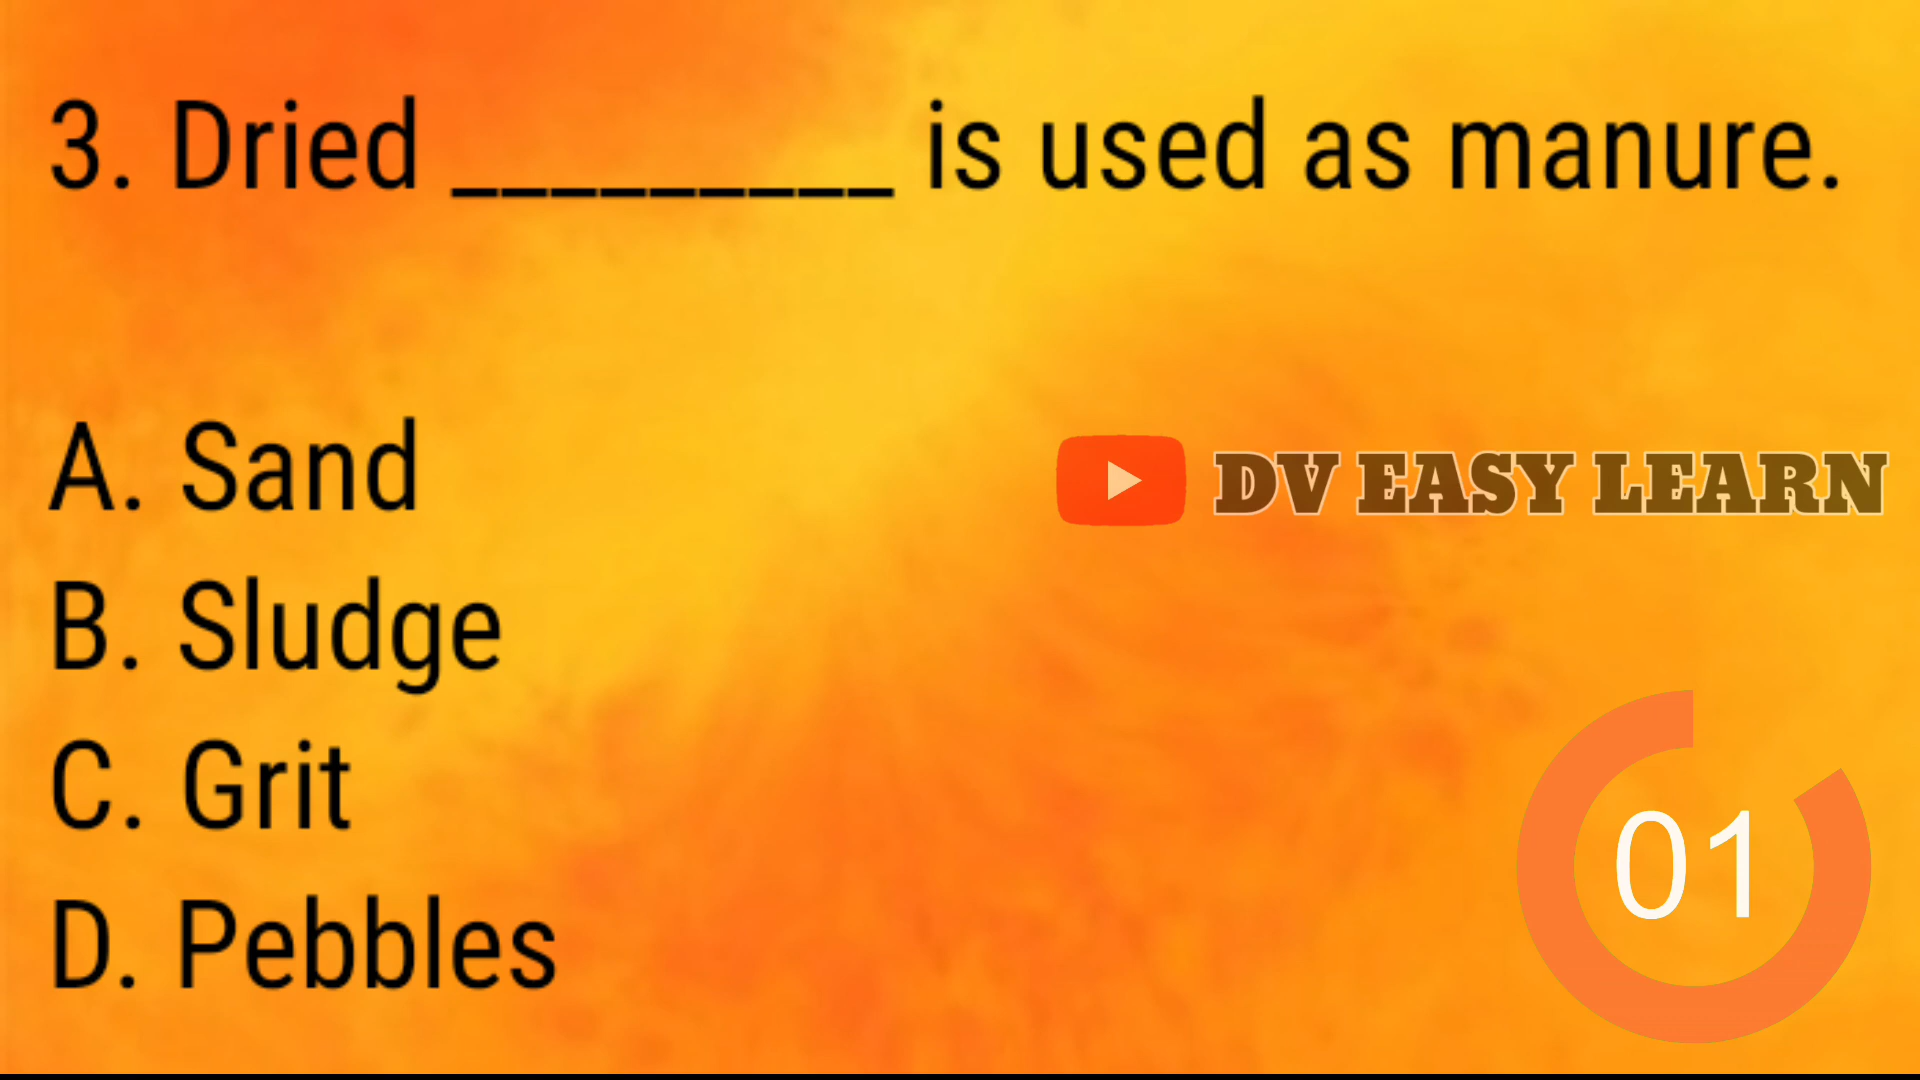 3. Dried _________ is used as manure.
A. Sand
DV EASY LEARN
B. Sludge
C. Grit
01
D. Pebbles